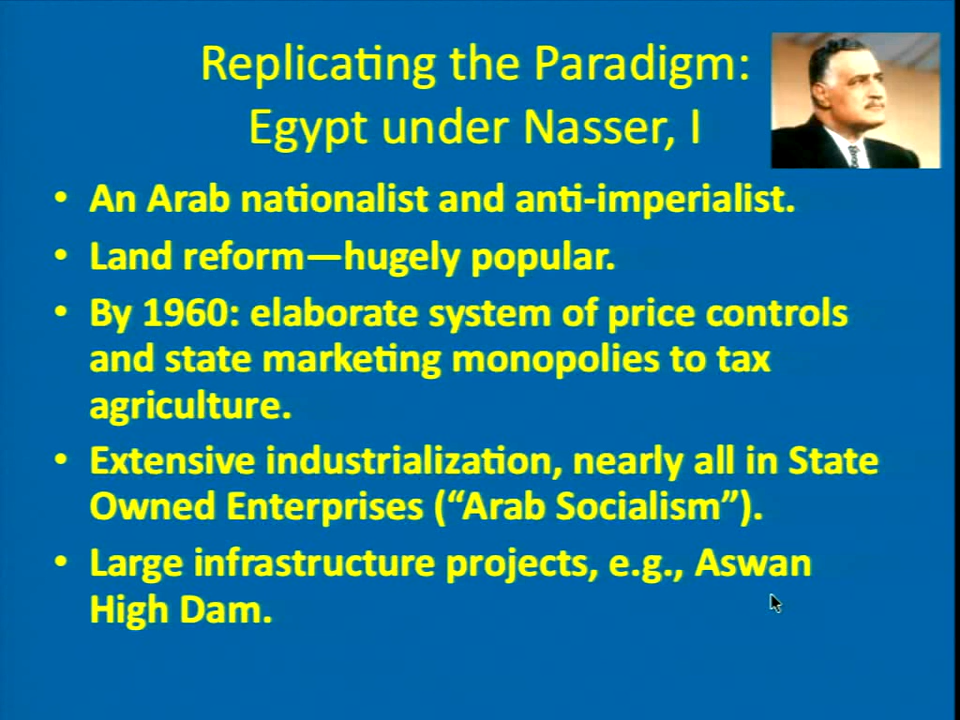 Replicating the Paradigm:
Egypt under Nasser, I
• An Arab nationalist and anti-imperialist.
• Land reform—hugely popular.
• By 1960: elaborate system of price controls
and state marketing monopolies to tax
agriculture.
• Extensive industrialization, nearly all in State
Owned Enterprises (“Arab Socialism”).
• Large infrastructure projects, e.g., Aswan
High Dam.